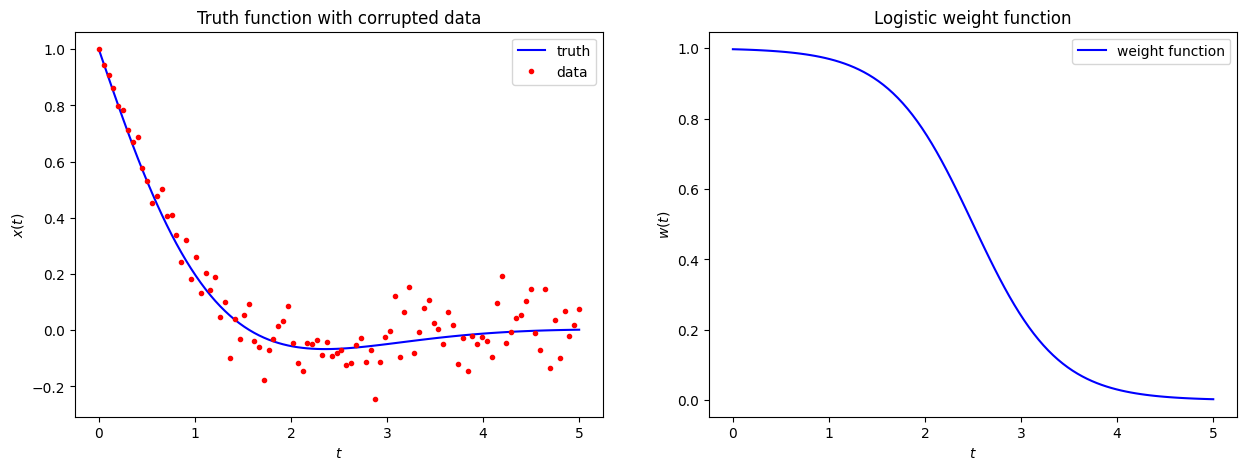 Truth function with corrupted data
truth
data
1.0
0.8
0.6
0.4
0.2
0.0
−0.2
x(t)
0
1
2
3
4
5
t
Logistic weight function
weight function
1.0
0.8
0.6
0.4
0.2
0.0
w(t)
0
1
2
3
4
5
t